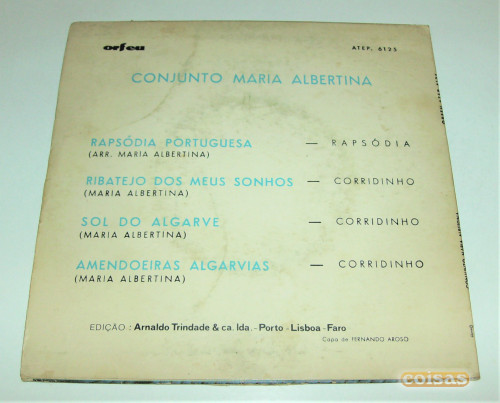 orfeu ATEP. 6125
CONJUNTO MARIA ALBERTINA
RAPSÓDIA PORTUGUESA — RAPSÓDIA
(ARR. MARIA ALBERTINA)
RIBATEJO DOS MEUS SONHOS — CORRIDINHO
(MARIA ALBERTINA)
SOL DO ALGARVE — CORRIDINHO
(MARIA ALBERTINA)
AMENDOEIRAS ALGARVIAS — CORRIDINHO
(MARIA ALBERTINA)
EDIÇÃO : Arnaldo Trindade & ca. lda. - Porto - Lisboa - Faro
Capa de FERNANDO AROSO
coisas